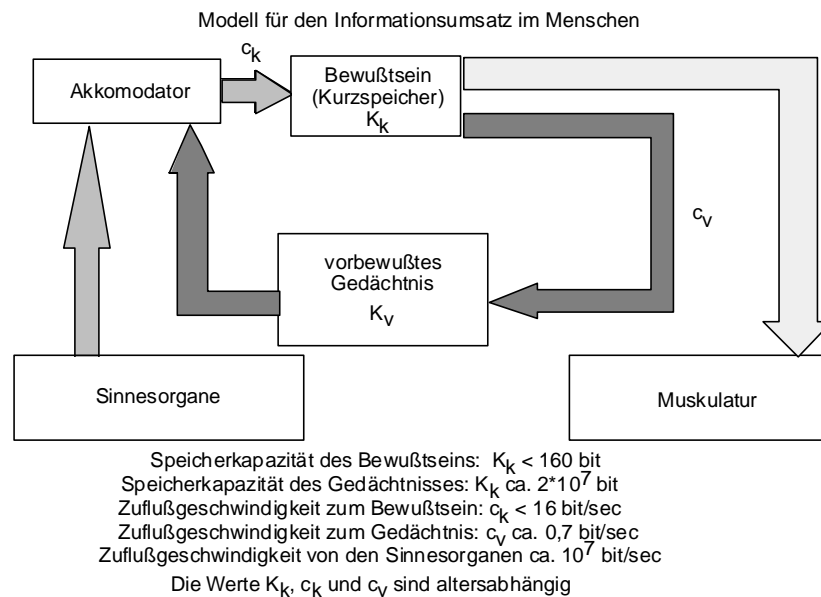 Modell für den Informationsumsatz im Menschen
c_k
Akkomodator
Bewußtsein
(Kurzspeicher)
K_k
c_v
vorbewußtes
Gedächtnis
K_v
Sinnesorgane
Muskulatur
Speicherkapazität des Bewußtseins: K_k < 160 bit
Speicherkapazität des Gedächtnisses: K_k ca. 2*10^7 bit
Zuflußgeschwindigkeit zum Bewußtsein: c_k < 16 bit/sec
Zuflußgeschwindigkeit zum Gedächtnis: c_v ca. 0,7 bit/sec
Zuflußgeschwindigkeit von den Sinnesorganen ca. 10^7 bit/sec
Die Werte K_k, c_k und c_v sind altersabhängig